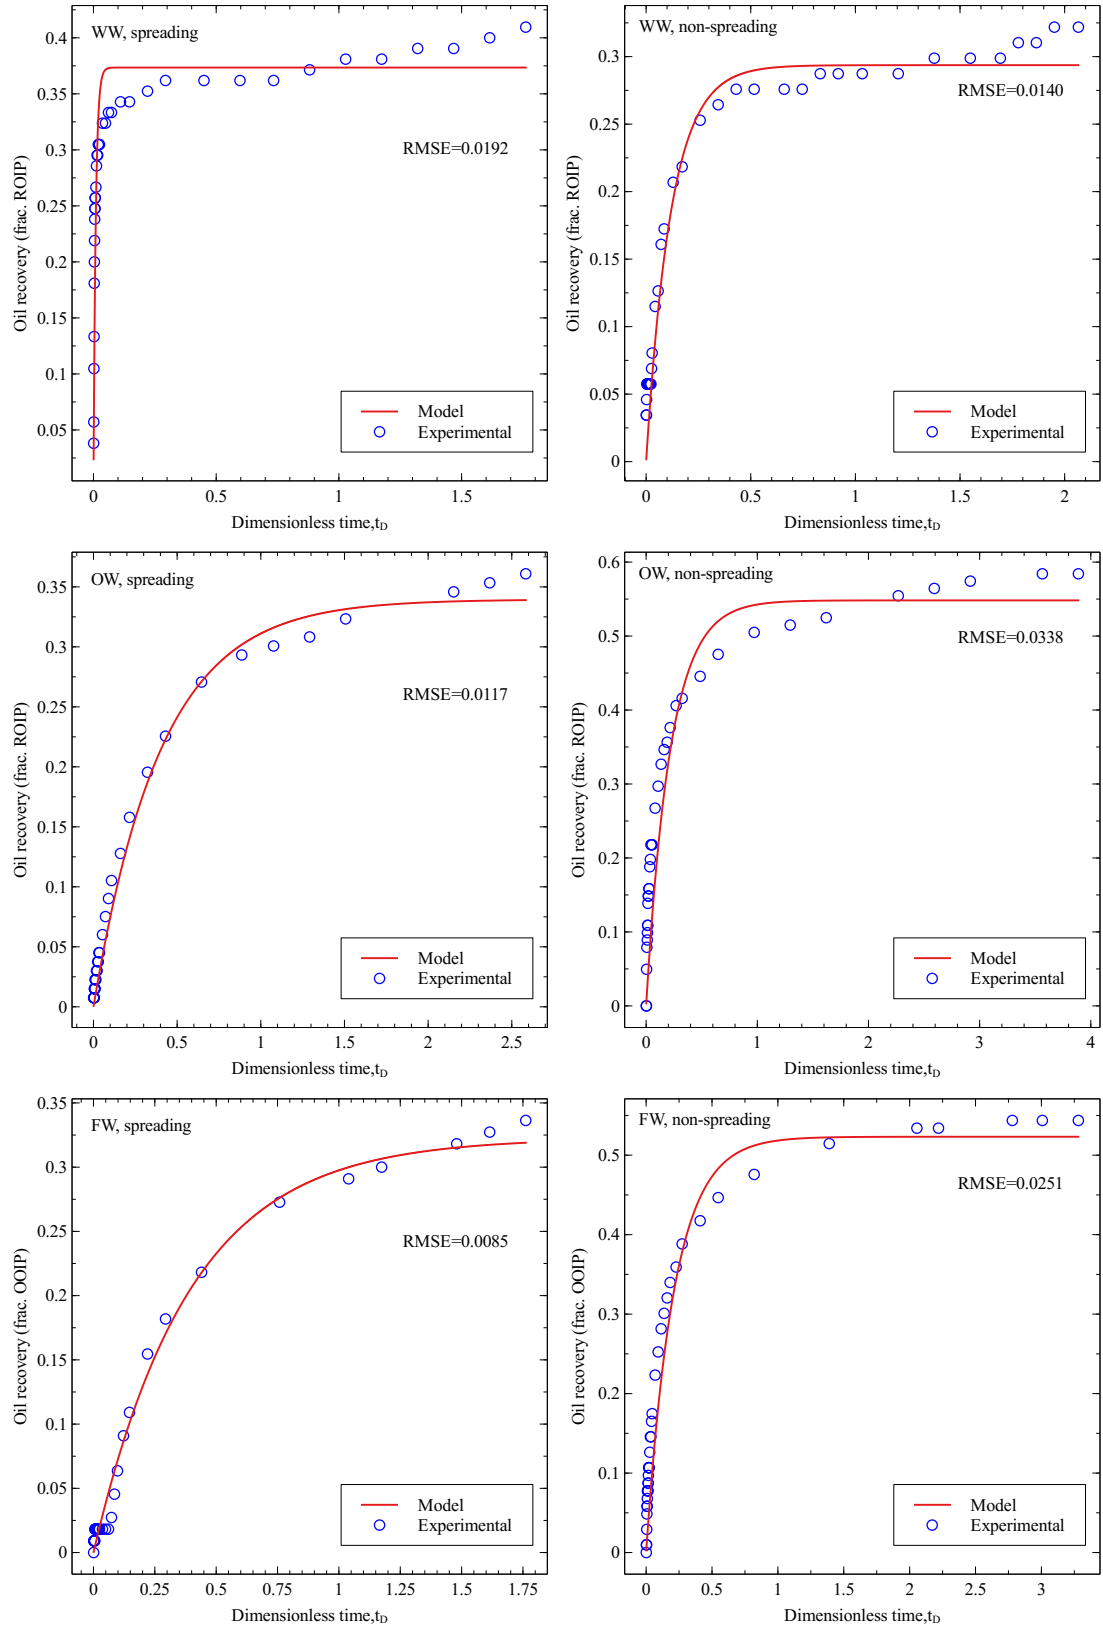 WW, spreading
RMSE=0.0192
Oil recovery (frac. ROIP)
0.4
0.35
0.3
0.25
0.2
0.15
0.1
0.05
Model
Experimental
0 0.5 1 1.5
Dimensionless time,tD
WW, non-spreading
RMSE=0.0140
Oil recovery (frac. ROIP)
0.3
0.25
0.2
0.15
0.1
0.05
0
Model
Experimental
0 0.5 1 1.5 2
Dimensionless time,tD
OW, spreading
RMSE=0.0117
Oil recovery (frac. ROIP)
0.35
0.3
0.25
0.2
0.15
0.1
0.05
0
Model
Experimental
0 0.5 1 1.5 2 2.5
Dimensionless time,tD
OW, non-spreading
RMSE=0.0338
Oil recovery (frac. ROIP)
0.6
0.5
0.4
0.3
0.2
0.1
0
Model
Experimental
0 1 2 3 4
Dimensionless time,tD
FW, spreading
RMSE=0.0085
Oil recovery (frac. OOIP)
0.35
0.3
0.25
0.2
0.15
0.1
0.05
0
Model
Experimental
0 0.25 0.5 0.75 1 1.25 1.5 1.75
Dimensionless time,tD
FW, non-spreading
RMSE=0.0251
Oil recovery (frac. OOIP)
0.5
0.4
0.3
0.2
0.1
0
Model
Experimental
0 0.5 1 1.5 2 2.5 3
Dimensionless time,tD